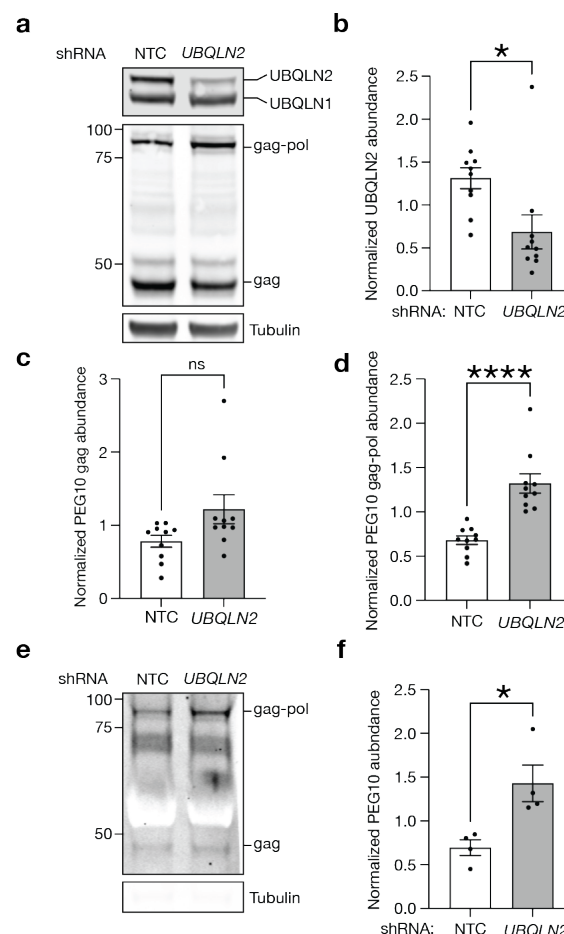 a
shRNA NTC UBQLN2
UBQLN2
UBQLN1
100
gag-pol
75
50
gag
Tubulin
b
*
Normalized UBQLN2 abundance
2.5
2.0
1.5
1.0
0.5
0.0
shRNA: NTC UBQLN2
c
ns
Normalized PEG10 gag abundance
3
2
1
0
NTC UBQLN2
d
****
Normalized PEG10 gag-pol abundance
2.5
2.0
1.5
1.0
0.5
0.0
NTC UBQLN2
e
shRNA NTC UBQLN2
100
gag-pol
75
50
gag
Tubulin
f
*
Normalized PEG10 aubndance
2.5
2.0
1.5
1.0
0.5
0.0
shRNA: NTC UBQLN2